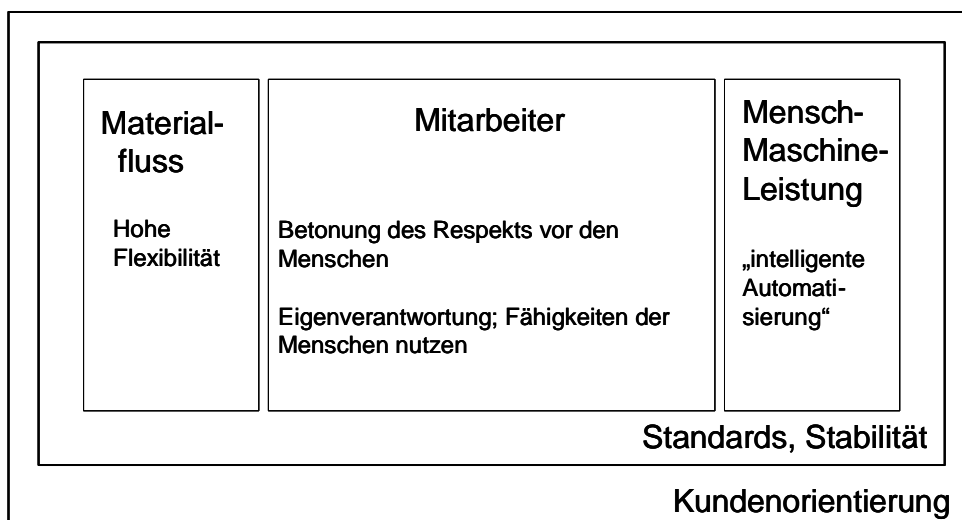 Material-
fluss
Hohe
Flexibilität
Mitarbeiter
Betonung des Respekts vor den
Menschen
Eigenverantwortung; Fähigkeiten der
Menschen nutzen
Mensch-
Maschine-
Leistung
„intelligente
Automati-
sierung“
Standards, Stabilität
Kundenorientierung